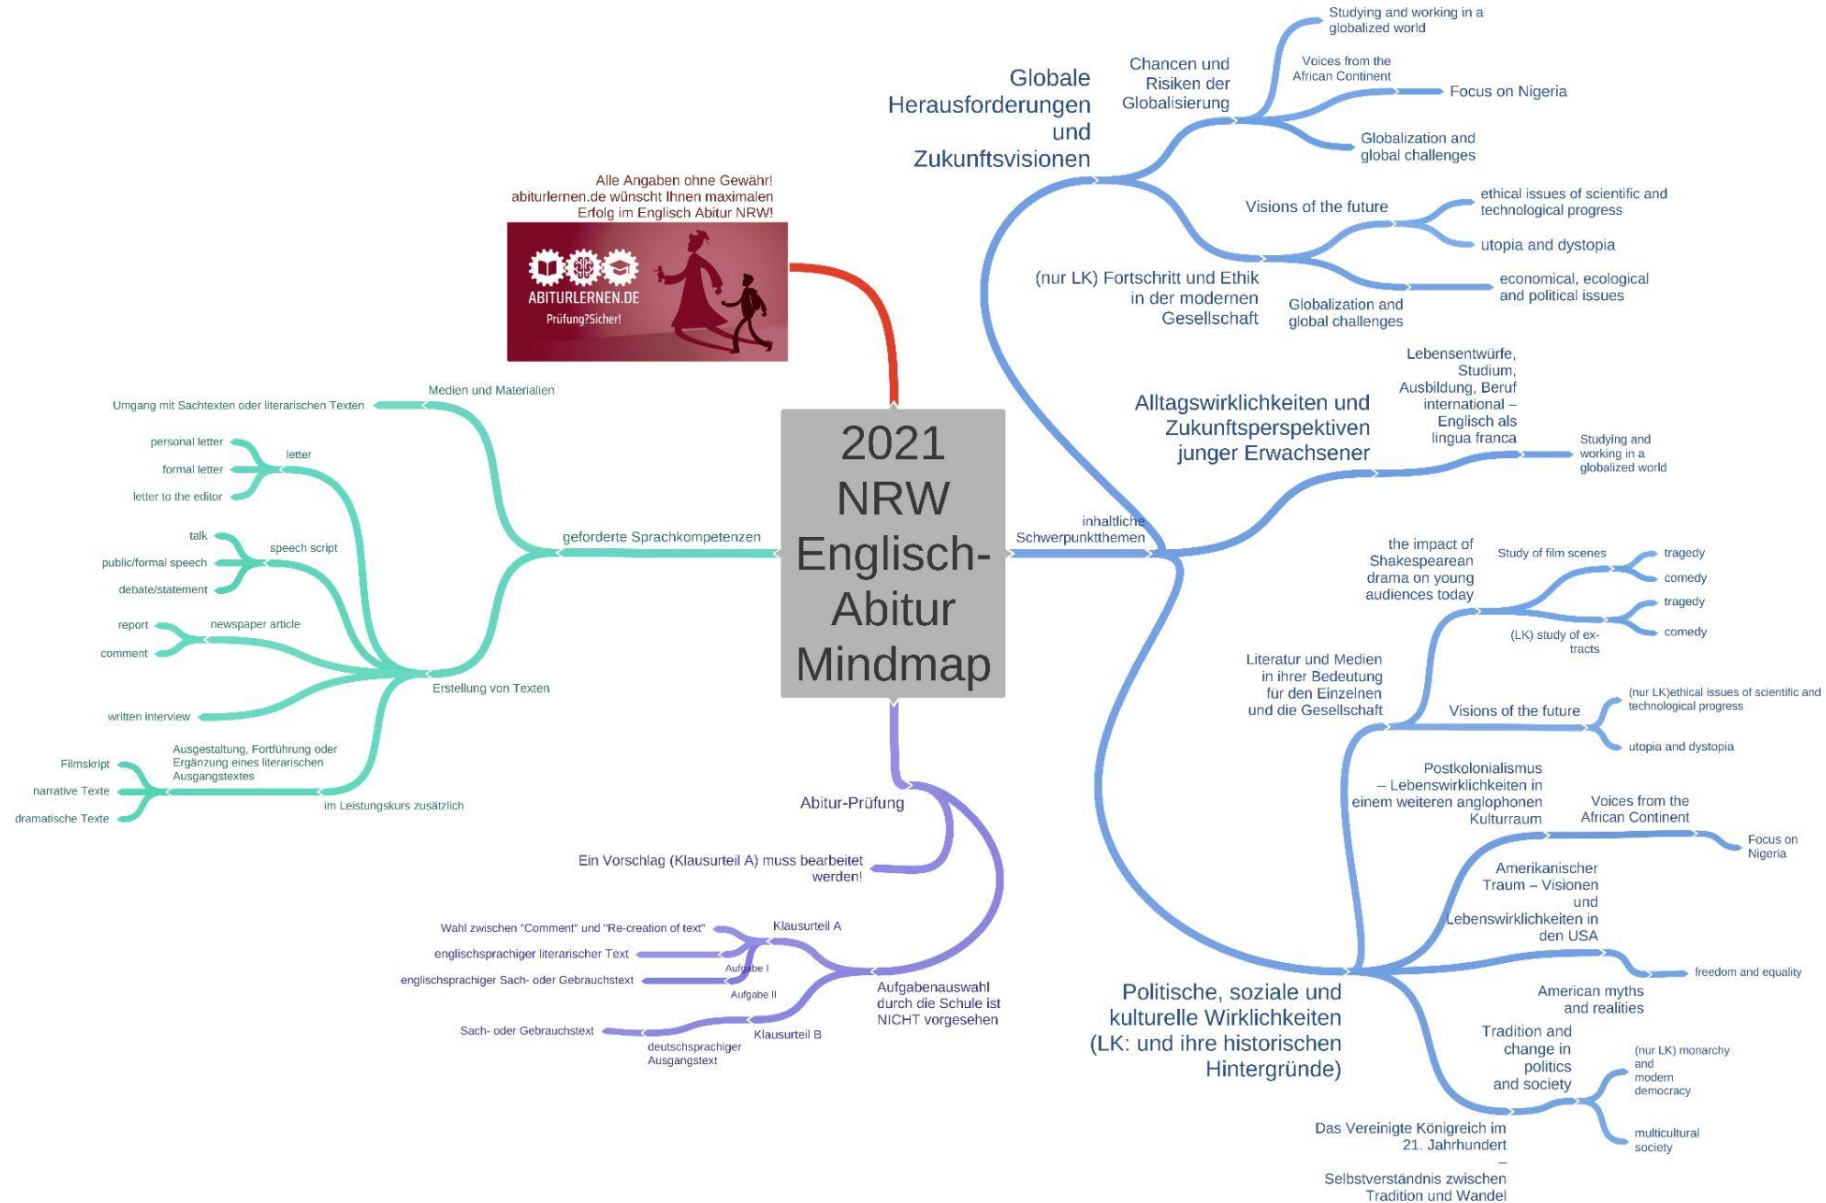 Alle Angaben ohne Gewähr!
abiturlernen.de wünscht Ihnen maximalen
Erfolg im Englisch Abitur NRW!
ABITURLERNEN.DE
Prüfung?Sicher!
2021
NRW
Englisch-
Abitur
Mindmap
geforderte Sprachkompetenzen
Medien und Materialien
Umgang mit Sachtexten oder literarischen Texten
Erstellung von Texten
letter
personal letter
formal letter
letter to the editor
speech script
talk
public/formal speech
debate/statement
newspaper article
report
comment
written interview
im Leistungskurs zusätzlich
Ausgestaltung, Fortführung oder
Ergänzung eines literarischen
Ausgangstextes
Filmskript
narrative Texte
dramatische Texte
Abitur-Prüfung
Ein Vorschlag (Klausurteil A) muss bearbeitet
werden!
Aufgabenauswahl
durch die Schule ist
NICHT vorgesehen
Klausurteil A
Wahl zwischen "Comment" und "Re-creation of text"
englischsprachiger literarischer Text
Aufgabe I
englischsprachiger Sach- oder Gebrauchstext
Aufgabe II
Klausurteil B
deutschsprachiger
Ausgangstext
Sach- oder Gebrauchstext
inhaltliche
Schwerpunktthemen
Globale
Herausforderungen
und
Zukunftsvisionen
Chancen und
Risiken der
Globalisierung
Studying and working in a
globalized world
Voices from the
African Continent
Focus on Nigeria
Globalization and
global challenges
(nur LK) Fortschritt und Ethik
in der modernen
Gesellschaft
Visions of the future
ethical issues of scientific and
technological progress
utopia and dystopia
Globalization and
global challenges
economical, ecological
and political issues
Alltagswirklichkeiten und
Zukunftsperspektiven
junger Erwachsener
Lebensentwürfe,
Studium,
Ausbildung, Beruf
international –
Englisch als
lingua franca
Studying and
working in a
globalized world
Politische, soziale und
kulturelle Wirklichkeiten
(LK: und ihre historischen
Hintergründe)
Literatur und Medien
in ihrer Bedeutung
für den Einzelnen
und die Gesellschaft
the impact of
Shakespearean
drama on young
audiences today
Study of film scenes
tragedy
comedy
(LK) study of ex-
tracts
tragedy
comedy
Visions of the future
(nur LK)ethical issues of scientific and
technological progress
utopia and dystopia
Postkolonialismus
– Lebenswirklichkeiten in
einem weiteren anglophonen
Kulturraum
Voices from the
African Continent
Focus on
Nigeria
Amerikanischer
Traum – Visionen
und
Lebenswirklichkeiten in
den USA
American myths
and realities
freedom and equality
Das Vereinigte Königreich im
21. Jahrhundert
–
Selbstverständnis zwischen
Tradition und Wandel
Tradition and
change in
politics
and society
(nur LK) monarchy
and
modern
democracy
multicultural
society